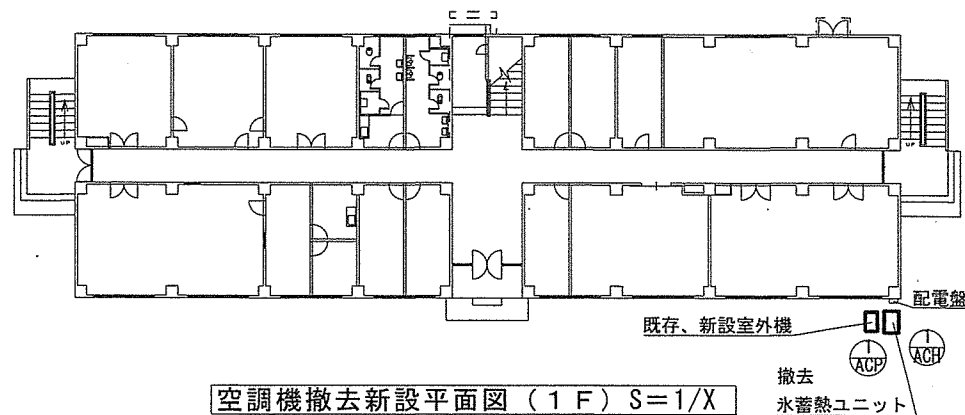 UP
UP
配電盤
既存、新設室外機
1
ACP
1
ACH
撤去
氷蓄熱ユニット
空調機撤去新設平面図(1F)S=1/X